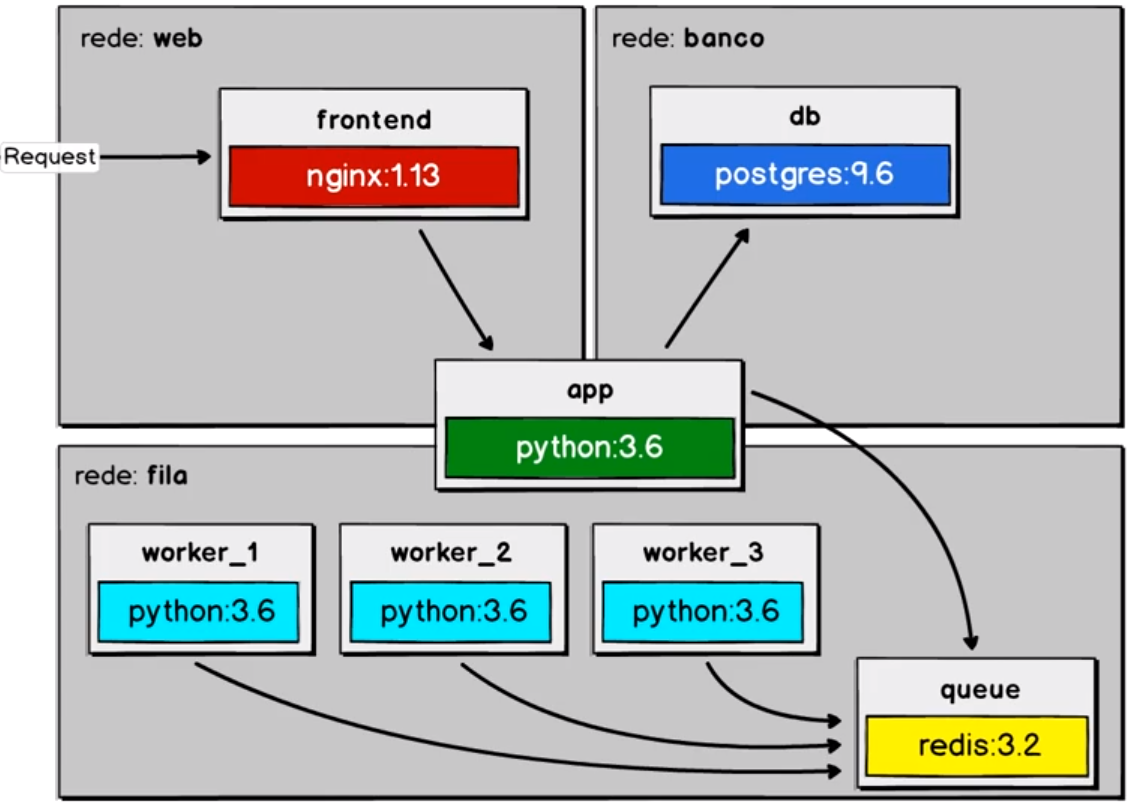 rede: web
Request
frontend
nginx:1.13
rede: banco
db
postgres:9.6
app
python:3.6
rede: fila
worker_1
python:3.6
worker_2
python:3.6
worker_3
python:3.6
queue
redis:3.2